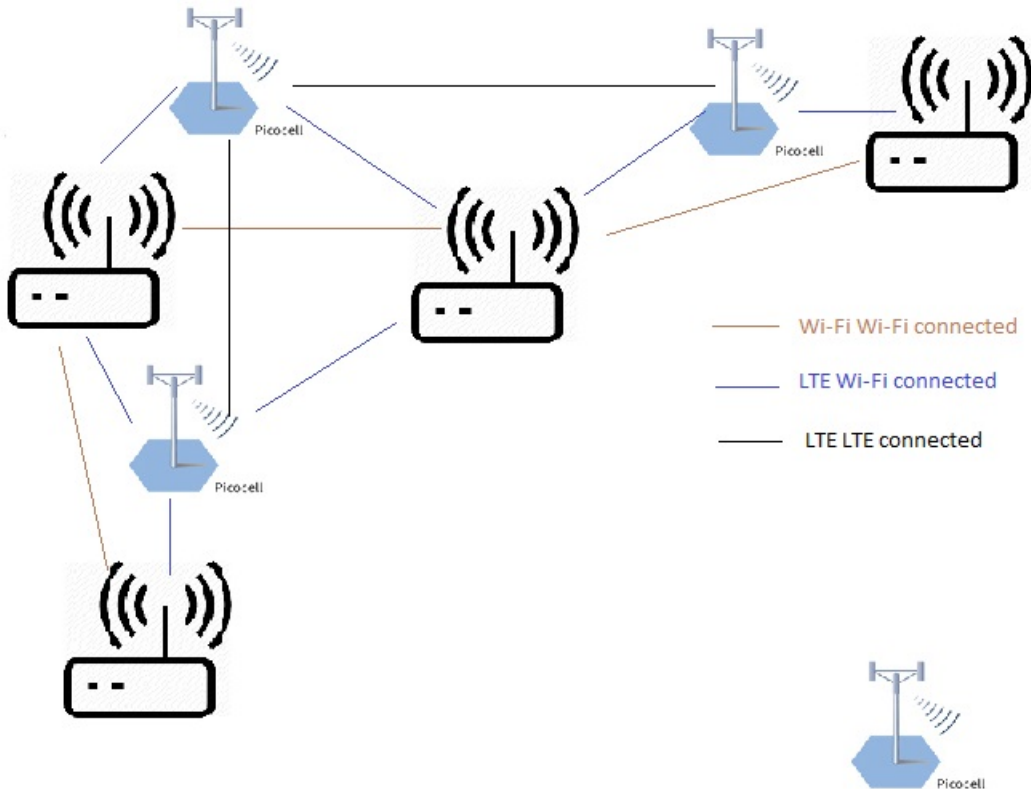 Picocell
Picocell
Wi-Fi Wi-Fi connected
LTE Wi-Fi connected
LTE LTE connected
Picocell
Picocell